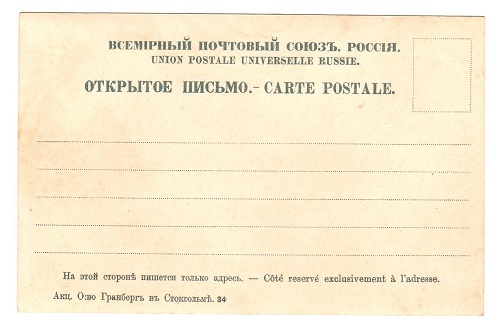 ВСЕМІРНЫЙ ПОЧТОВЫЙ СОЮЗЪ. РОССІЯ.
UNION POSTALE UNIVERSELLE RUSSIE.
ОТКРЫТОЕ ПИСЬМО.–CARTE POSTALE.
На этой сторонѣ пишется только адресъ. — Côté reservé exclusivement à l'adresse.
Акц. О:во Гранбергъ въ Стокгольмѣ. 34